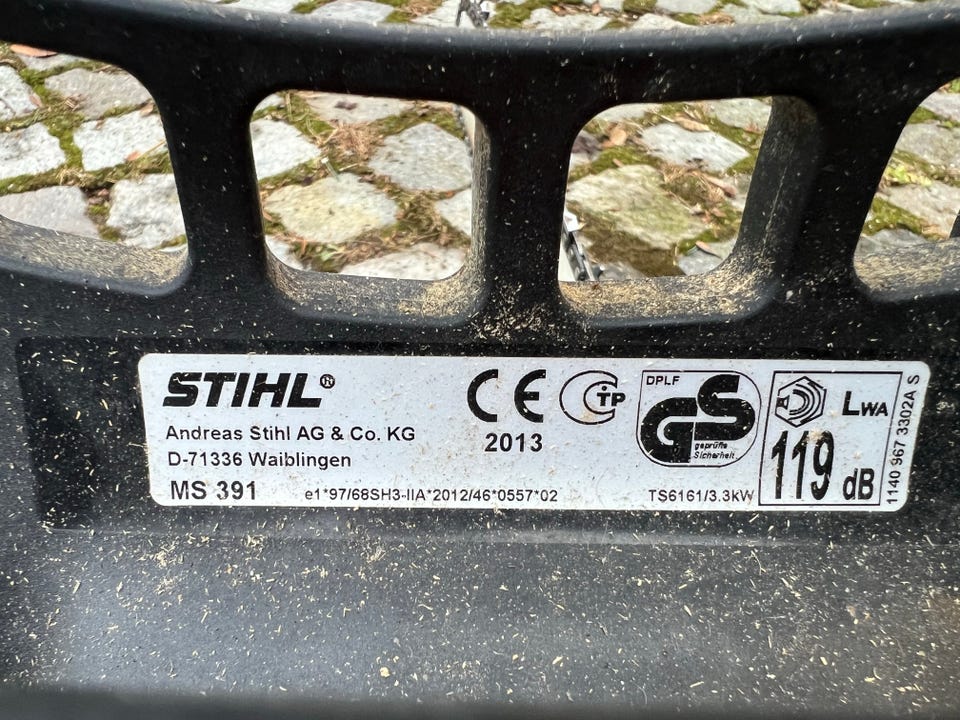 STIHL®
Andreas Stihl AG & Co. KG
D-71336 Waiblingen
MS 391
e1*97/68SH3-IIA*2012/46*0557*02
CE
2013
CTP
DPLF
GS
geprüfte
Sicherheit
TS6161/3.3kW
LWA
119 dB
1140 967 3302A S